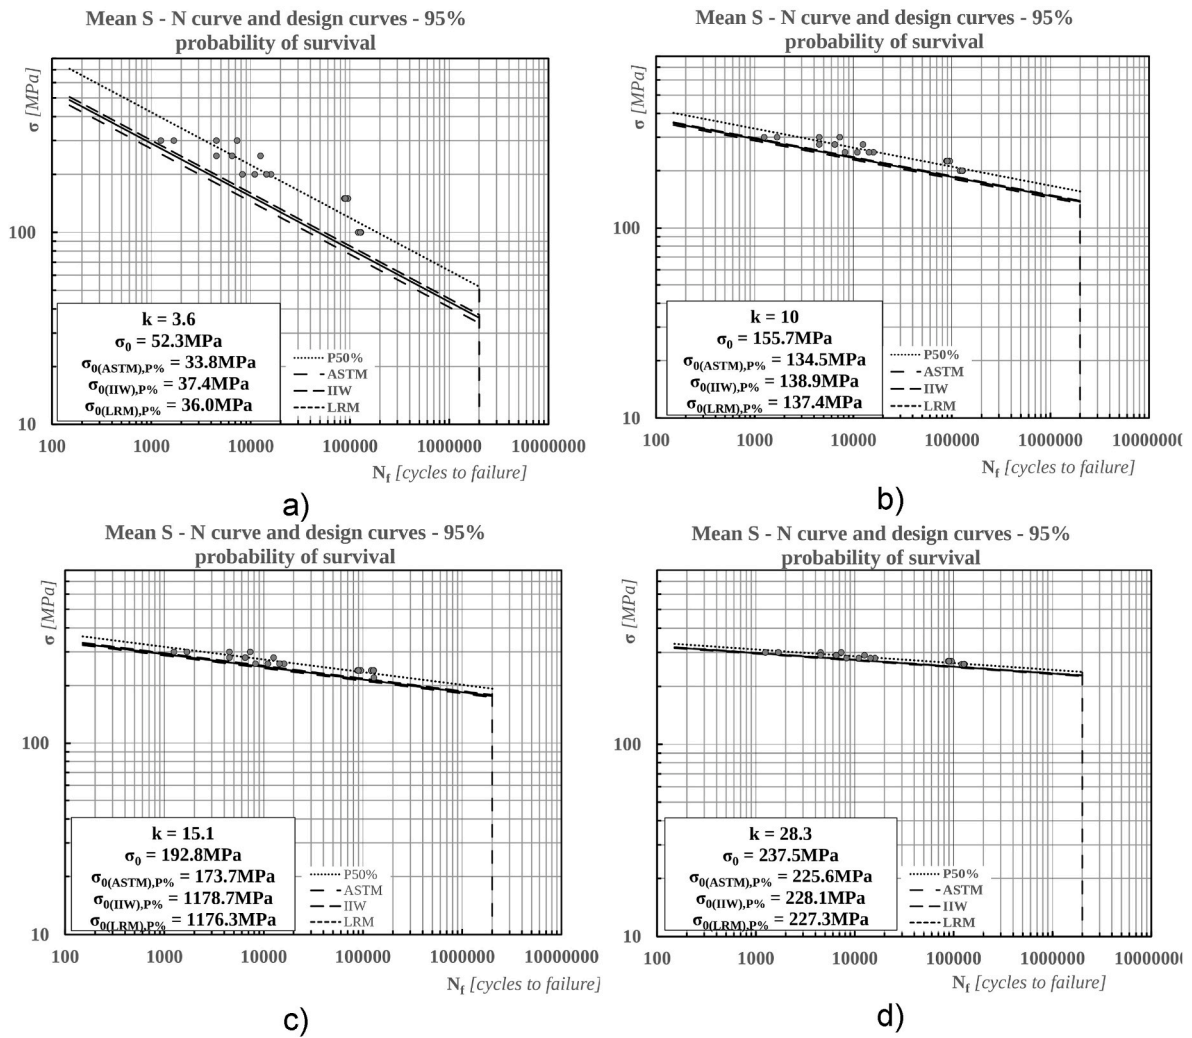 Mean S - N curve and design curves - 95%
probability of survival
σ [MPa]
100
10
k = 3.6
σ0 = 52.3MPa
σ0(ASTM),P% = 33.8MPa
σ0(IIW),P% = 37.4MPa
σ0(LRM),P% = 36.0MPa
P50%
ASTM
IIW
LRM
100 1000 10000 100000 1000000 10000000
Nf [cycles to failure]
a)
Mean S - N curve and design curves - 95%
probability of survival
σ [MPa]
100
10
k = 10
σ0 = 155.7MPa
σ0(ASTM),P% = 134.5MPa
σ0(IIW),P% = 138.9MPa
σ0(LRM),P% = 137.4MPa
P50%
ASTM
IIW
LRM
100 1000 10000 100000 1000000 10000000
Nf [cycles to failure]
b)
Mean S - N curve and design curves - 95%
probability of survival
σ [MPa]
100
10
k = 15.1
σ0 = 192.8MPa
σ0(ASTM),P% = 173.7MPa
σ0(IIW),P% = 1178.7MPa
σ0(LRM),P% = 1176.3MPa
P50%
ASTM
IIW
LRM
100 1000 10000 100000 1000000 10000000
Nf [cycles to failure]
c)
Mean S - N curve and design curves - 95%
probability of survival
σ [MPa]
100
10
k = 28.3
σ0 = 237.5MPa
σ0(ASTM),P% = 225.6MPa
σ0(IIW),P% = 228.1MPa
σ0(LRM),P% = 227.3MPa
P50%
ASTM
IIW
LRM
100 1000 10000 100000 1000000 10000000
Nf [cycles to failure]
d)